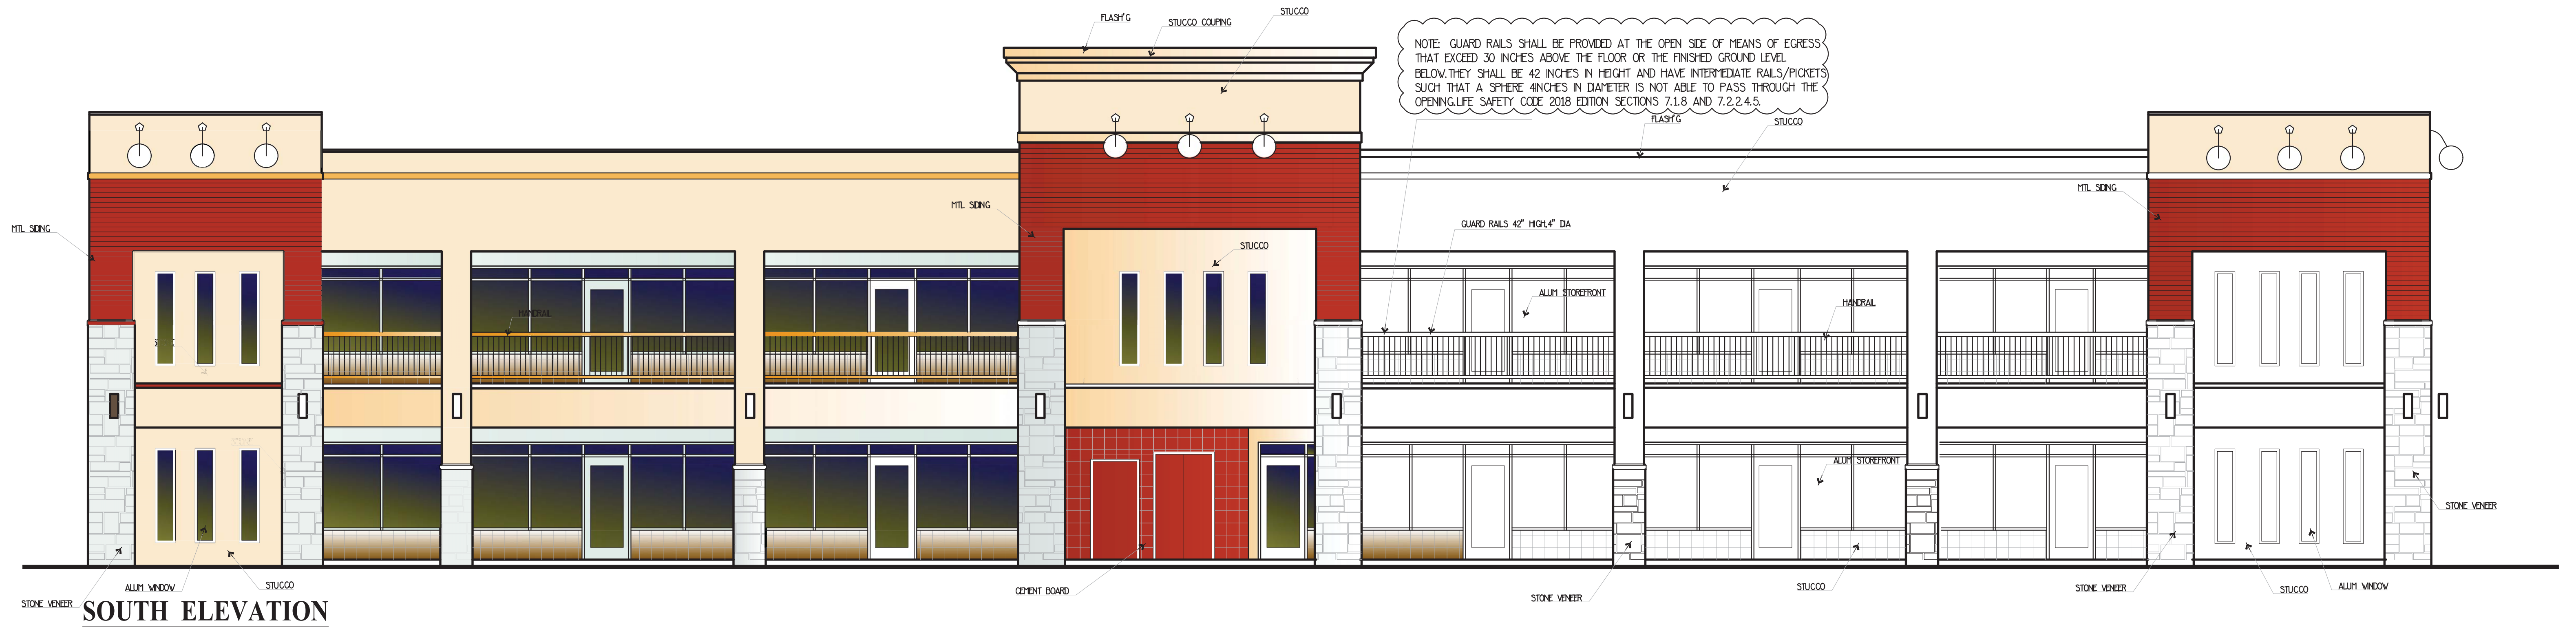 FLASH'G
STUCCO COUPING
STUCCO
NOTE: GUARD RAILS SHALL BE PROVIDED AT THE OPEN SIDE OF MEANS OF EGRESS
THAT EXCEED 30 INCHES ABOVE THE FLOOR OR THE FINISHED GROUND LEVEL
BELOW.THEY SHALL BE 42 INCHES IN HEIGHT AND HAVE INTERMEDIATE RAILS/PICKETS
SUCH THAT A SPHERE 4INCHES IN DIAMETER IS NOT ABLE TO PASS THROUGH THE
OPENING.LIFE SAFETY CODE 2018 EDITION SECTIONS 7.1.8 AND 7.2.2.4.5.
FLASH'G
STUCCO
MTL SIDING
MTL SIDING
MTL SIDING
GUARD RAILS 42" HIGH,4" DIA
STUCCO
ALUM STOREFRONT
HANDRAIL
HANDRAIL
STONE
ALUM STOREFRONT
STONE VENEER
ALUM WINDOW
STUCCO
CEMENT BOARD
STUCCO
STONE VENEER
STUCCO
ALUM WINDOW
STONE VENEER
STONE VENEER
SOUTH ELEVATION